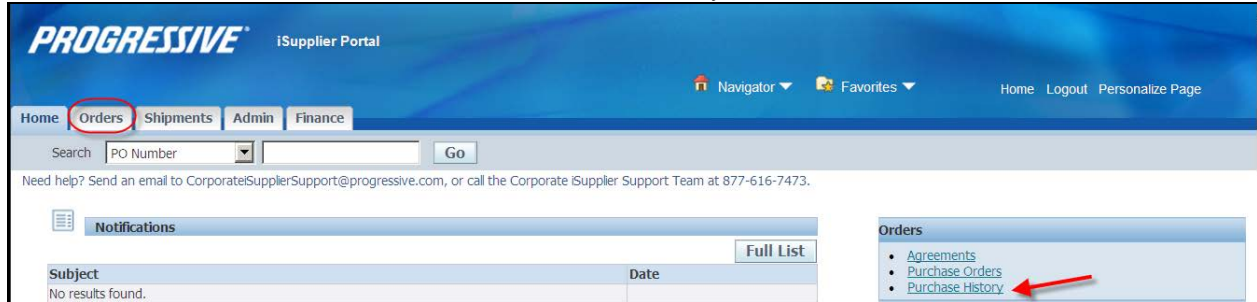 PROGRESSIVE® iSupplier Portal
Navigator Favorites Home Logout Personalize Page
Home Orders Shipments Admin Finance
Search PO Number Go
Need help? Send an email to CorporateiSupplierSupport@progressive.com, or call the Corporate iSupplier Support Team at 877-616-7473.
Notifications
Full List
Subject Date
No results found.
Orders
• Agreements
• Purchase Orders
• Purchase History